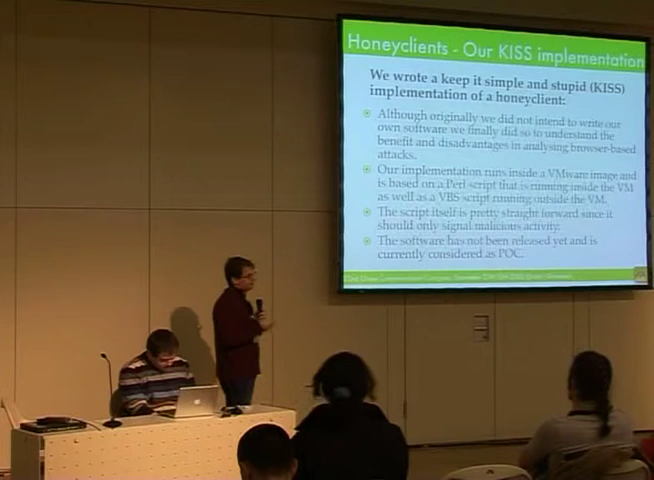 Honeyclients - Our KISS implementation
We wrote a keep it simple and stupid (KISS)
implementation of a honeyclient:
Although originally we did not intend to write our
own software we finally did so to understand the
benefit and disadvantages in analysing browser-based
attacks.
Our implementation runs inside a VMware image and
is based on a Perl script that is running inside the VM
as well as a VBS script running outside the VM.
The script itself is pretty straight forward since it
should only signal malicious activity.
The software has not been released yet and is
currently considered as POC.